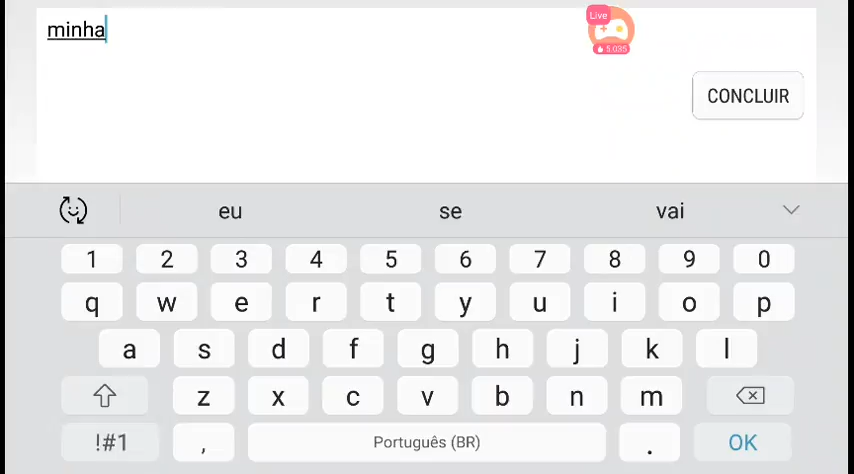 minha
Live
5.035
CONCLUIR
eu se vai
1 2 3 4 5 6 7 8 9 0
q w e r t y u i o p
a s d f g h j k l
z x c v b n m
!#1 , Português (BR) . OK